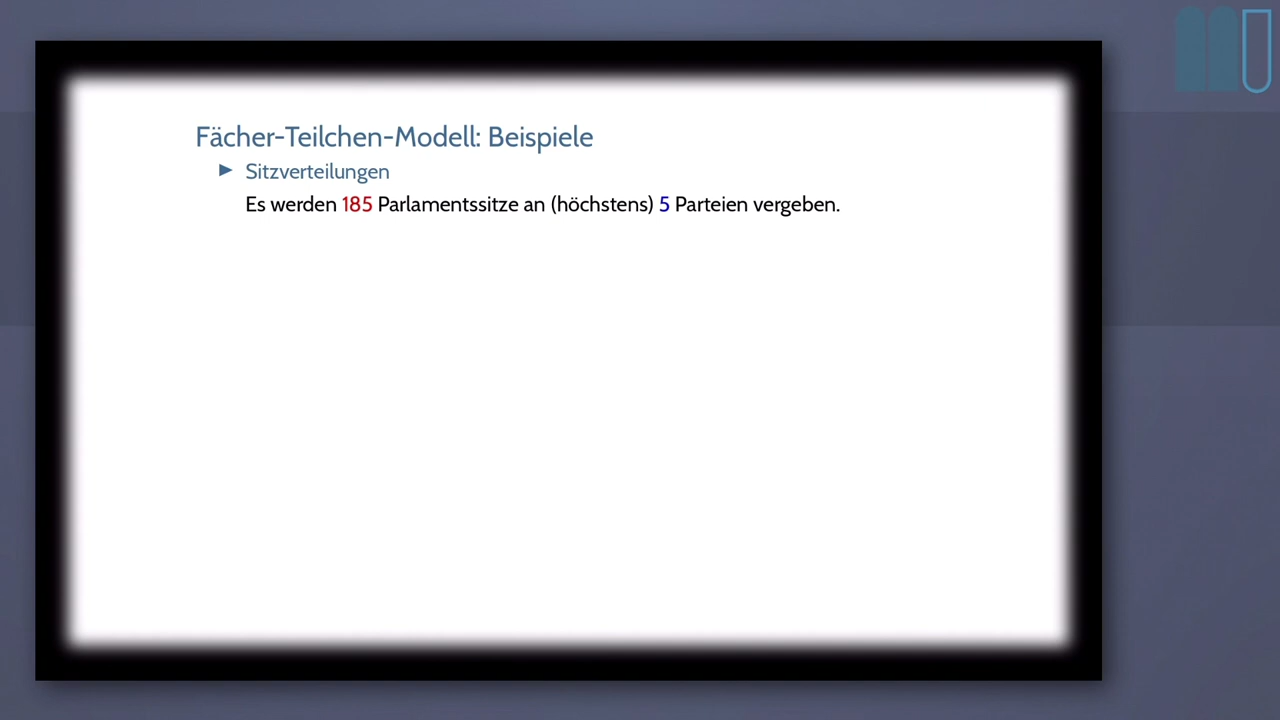 Fächer-Teilchen-Modell: Beispiele
Sitzverteilungen
Es werden 185 Parlamentssitze an (höchstens) 5 Parteien vergeben.